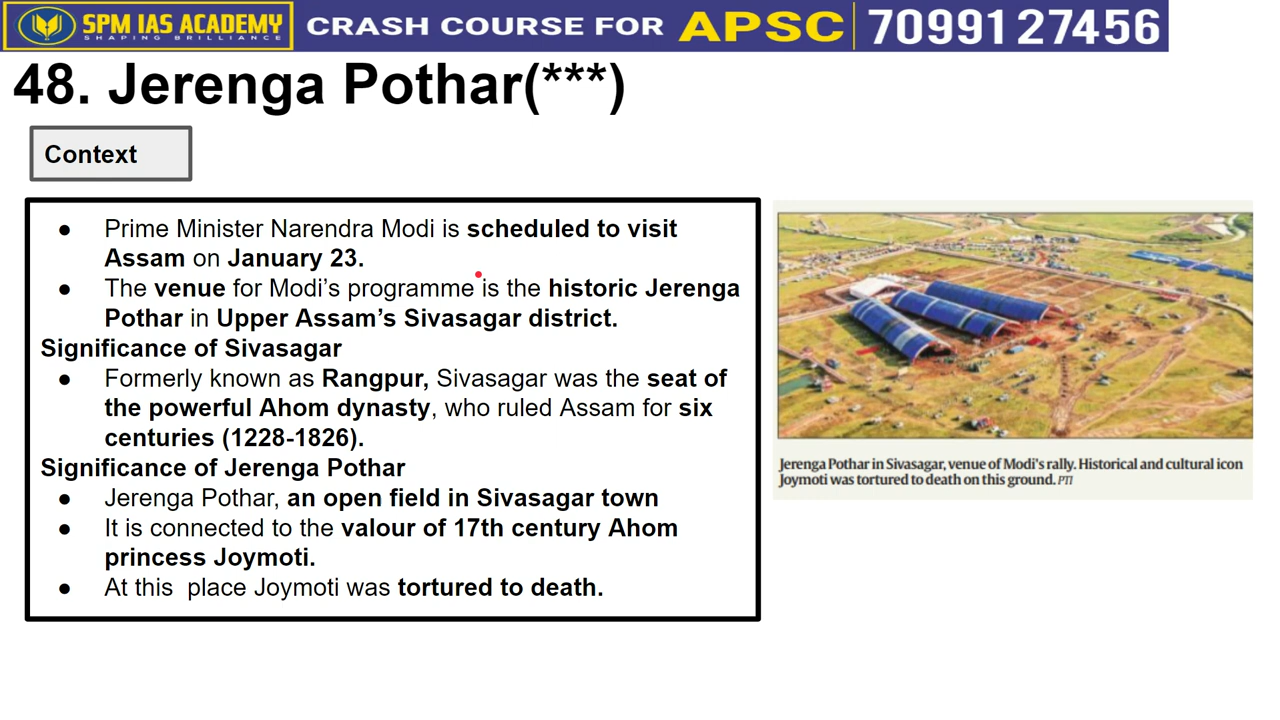 SPM IAS ACADEMY
SHAPING BRILLIANCE
CRASH COURSE FOR APSC 70991 27456
48. Jerenga Pothar(***)
Context
● Prime Minister Narendra Modi is scheduled to visit
Assam on January 23.
● The venue for Modi’s programme is the historic Jerenga
Pothar in Upper Assam’s Sivasagar district.
Significance of Sivasagar
● Formerly known as Rangpur, Sivasagar was the seat of
the powerful Ahom dynasty, who ruled Assam for six
centuries (1228-1826).
Significance of Jerenga Pothar
● Jerenga Pothar, an open field in Sivasagar town
● It is connected to the valour of 17th century Ahom
princess Joymoti.
● At this place Joymoti was tortured to death.
Jerenga Pothar in Sivasagar, venue of Modi's rally. Historical and cultural icon
Joymoti was tortured to death on this ground. PTI